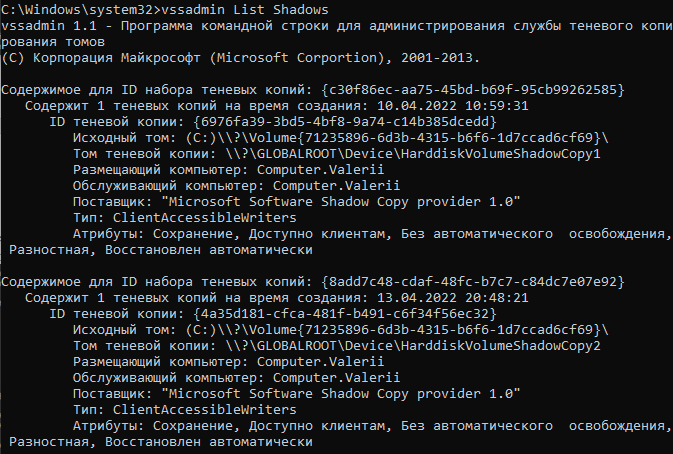 C:\Windows\system32>vssadmin List Shadows
vssadmin 1.1 - Программа командной строки для администрирования службы теневого копи
рования томов
(C) Корпорация Майкрософт (Microsoft Corportion), 2001-2013.
Содержимое для ID набора теневых копий: {c30f86ec-aa75-45bd-b69f-95cb99262585}
Содержит 1 теневых копий на время создания: 10.04.2022 10:59:31
ID теневой копии: {6976fa39-3bd5-4bf8-9a74-c14b385dcedd}
Исходный том: (C:)\\?\Volume{71235896-6d3b-4315-b6f6-1d7ccad6cf69}\
Том теневой копии: \\?\GLOBALROOT\Device\HarddiskVolumeShadowCopy1
Размещающий компьютер: Computer.Valerii
Обслуживающий компьютер: Computer.Valerii
Поставщик: "Microsoft Software Shadow Copy provider 1.0"
Тип: ClientAccessibleWriters
Атрибуты: Сохранение, Доступно клиентам, Без автоматического  освобождения,
Разностная, Восстановлен автоматически
Содержимое для ID набора теневых копий: {8add7c48-cdaf-48fc-b7c7-c84dc7e07e92}
Содержит 1 теневых копий на время создания: 13.04.2022 20:48:21
ID теневой копии: {4a35d181-cfca-481f-b491-c6f34f56ec32}
Исходный том: (C:)\\?\Volume{71235896-6d3b-4315-b6f6-1d7ccad6cf69}\
Том теневой копии: \\?\GLOBALROOT\Device\HarddiskVolumeShadowCopy2
Размещающий компьютер: Computer.Valerii
Обслуживающий компьютер: Computer.Valerii
Поставщик: "Microsoft Software Shadow Copy provider 1.0"
Тип: ClientAccessibleWriters
Атрибуты: Сохранение, Доступно клиентам, Без автоматического  освобождения,
Разностная, Восстановлен автоматически